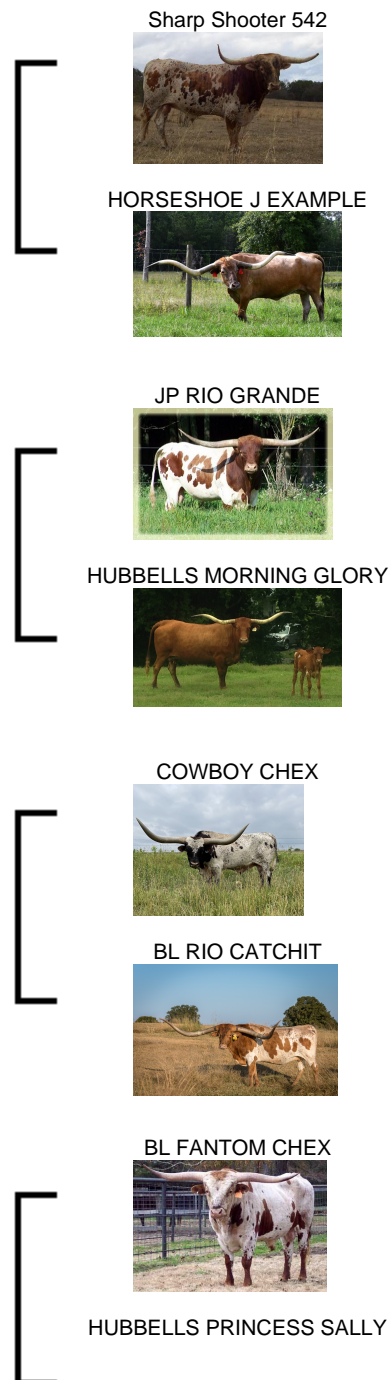 Sharp Shooter 542
HORSESHOE J EXAMPLE
JP RIO GRANDE
HUBBELLS MORNING GLORY
COWBOY CHEX
BL RIO CATCHIT
BL FANTOM CHEX
HUBBELLS PRINCESS SALLY